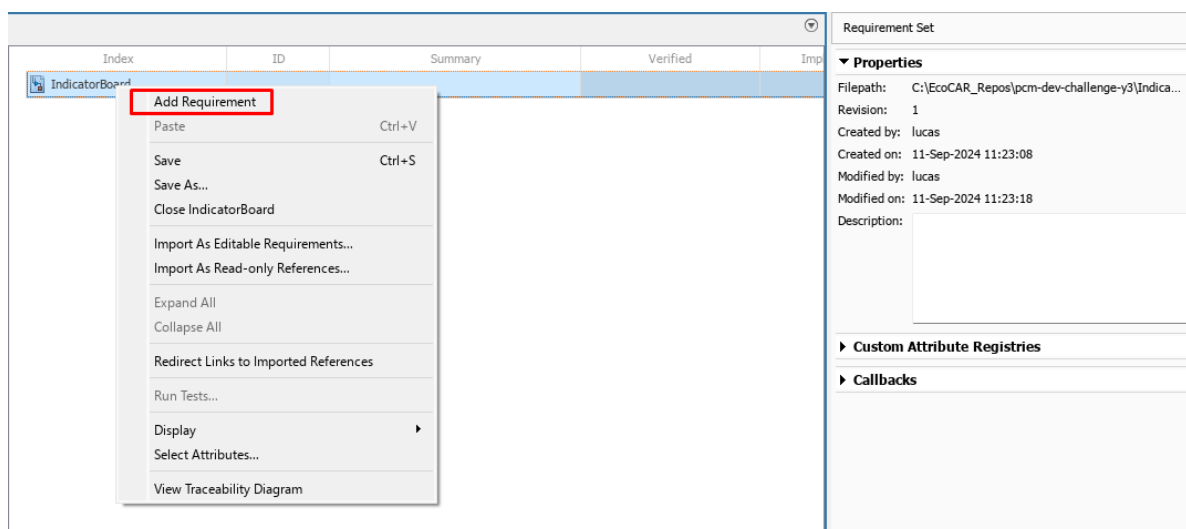 Requirement Set
Index ID Summary Verified Imp
IndicatorBoard
Add Requirement
Paste Ctrl+V
Save Ctrl+S
Save As...
Close IndicatorBoard
Import As Editable Requirements...
Import As Read-only References...
Expand All
Collapse All
Redirect Links to Imported References
Run Tests...
Display
Select Attributes...
View Traceability Diagram
Properties
Filepath: C:\EcoCAR_Repos\pcm-dev-challenge-y3\Indica...
Revision: 1
Created by: lucas
Created on: 11-Sep-2024 11:23:08
Modified by: lucas
Modified on: 11-Sep-2024 11:23:18
Description:
Custom Attribute Registries
Callbacks